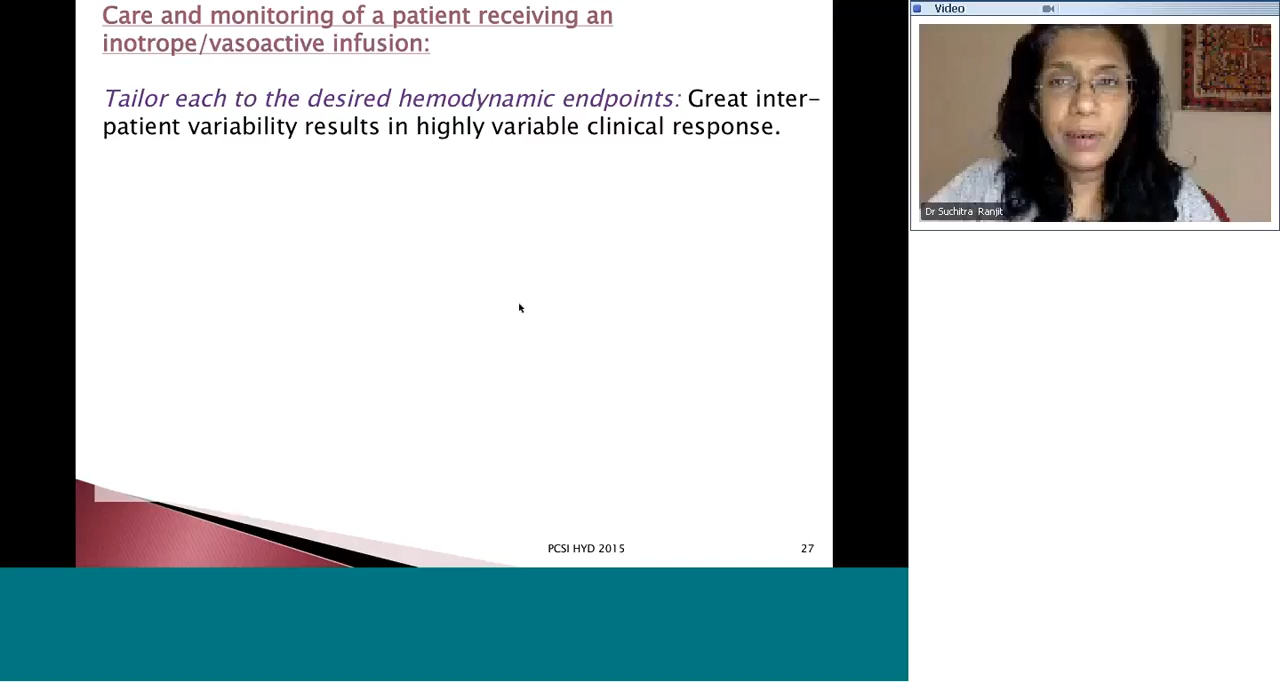 Care and monitoring of a patient receiving an
inotrope/vasoactive infusion:
Tailor each to the desired hemodynamic endpoints: Great inter-
patient variability results in highly variable clinical response.
PCSI HYD 2015
27
Video
Dr Suchitra Ranjit